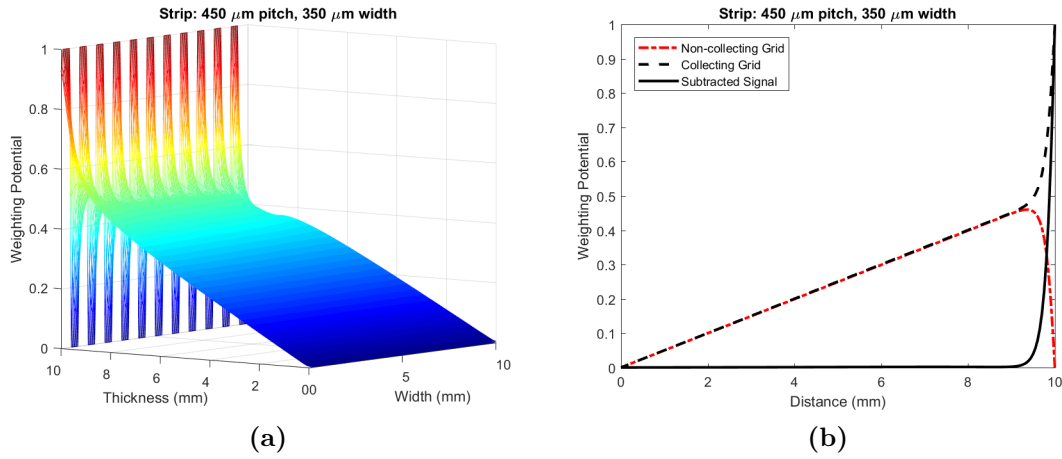 Strip: 450 μm pitch, 350 μm width
Weighting Potential
1
0.8
0.6
0.4
0.2
0
10
8
6
4
2
00
5
10
Thickness (mm)
Width (mm)
(a)
Strip: 450 μm pitch, 350 μm width
Non-collecting Grid
Collecting Grid
Subtracted Signal
Weighting Potential
1
0.9
0.8
0.7
0.6
0.5
0.4
0.3
0.2
0.1
0
0 2 4 6 8 10
Distance (mm)
(b)